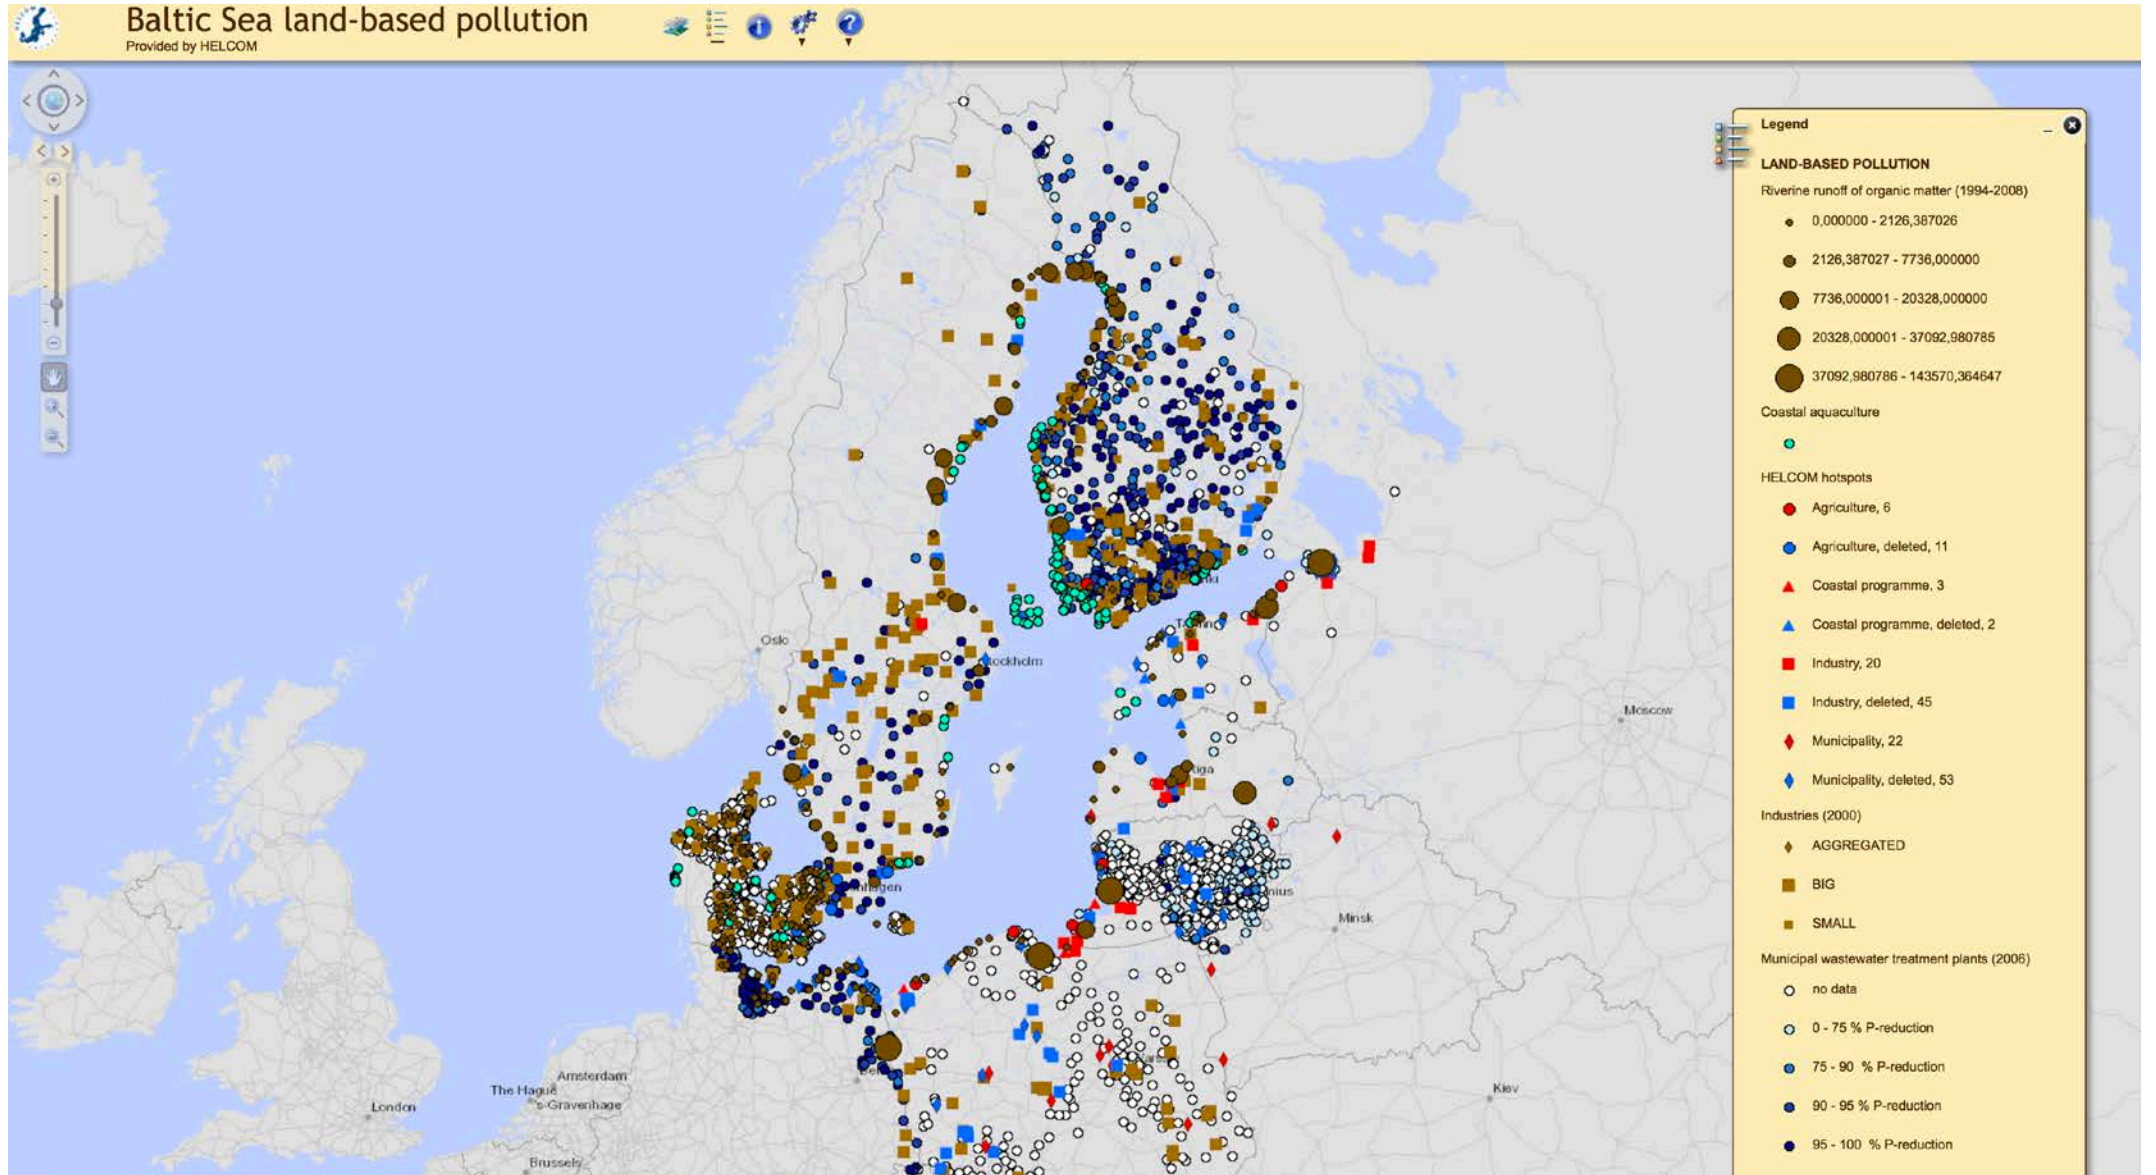 Baltic Sea land-based pollution
Provided by HELCOM
Legend
LAND-BASED POLLUTION
Riverine runoff of organic matter (1994-2008)
0,000000 - 2126,387026
2126,387027 - 7736,000000
7736,000001 - 20328,000000
20328,000001 - 37092,980785
37092,980786 - 143570,364647
Coastal aquaculture
HELCOM hotspots
Agriculture, 6
Agriculture, deleted, 11
Coastal programme, 3
Coastal programme, deleted, 2
Industry, 20
Industry, deleted, 45
Municipality, 22
Municipality, deleted, 53
Industries (2000)
AGGREGATED
BIG
SMALL
Municipal wastewater treatment plants (2006)
no data
0 - 75 % P-reduction
75 - 90 % P-reduction
90 - 95 % P-reduction
95 - 100 % P-reduction
Oslo
tockholm
Moscow
Minsk
Kiev
Amsterdam
The Hague
's-Gravenhage
London
Brussels